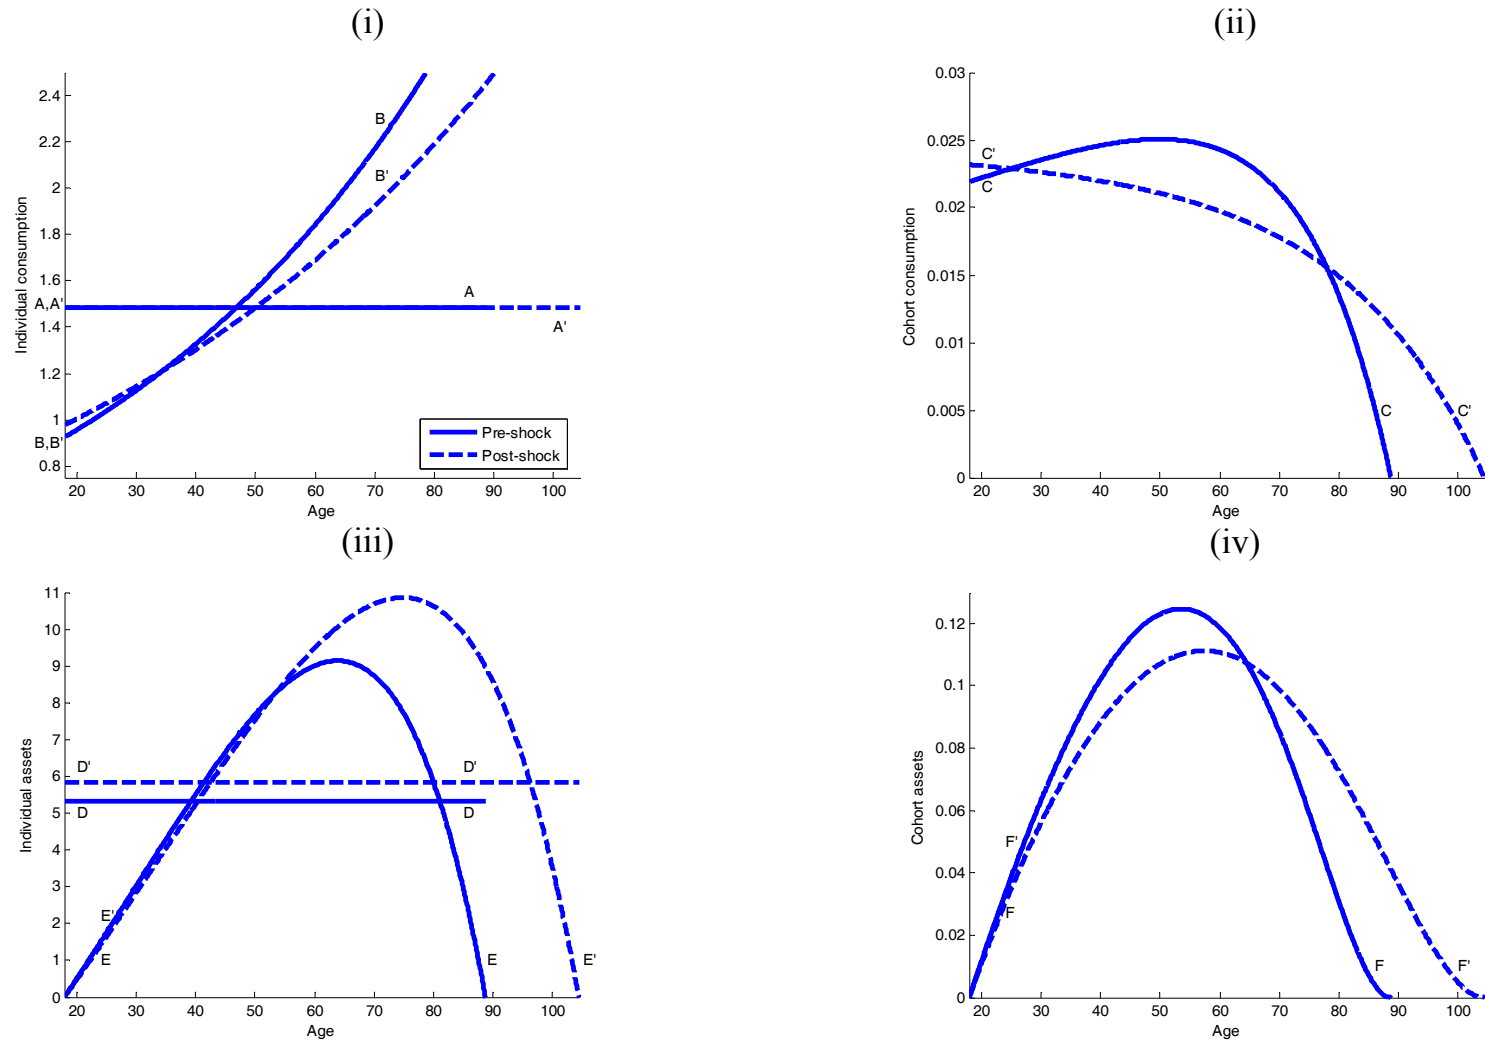 (i)
2.4
2.2
2
1.8
1.6
A,A'
1.4
1.2
1
B,B'
0.8
Individual consumption
B
B'
A
A'
Pre-shock
Post-shock
20 30 40 50 60 70 80 90 100
Age
(ii)
0.03
0.025
0.02
0.015
0.01
0.005
0
Cohort consumption
C'
C
C
C'
20 30 40 50 60 70 80 90 100
Age
(iii)
11
10
9
8
7
6
5
4
3
2
1
0
Individual assets
D'
D'
D
D
E'
E
E
E'
20 30 40 50 60 70 80 90 100
Age
(iv)
0.12
0.1
0.08
0.06
0.04
0.02
0
Cohort assets
F'
F
F
F'
20 30 40 50 60 70 80 90 100
Age